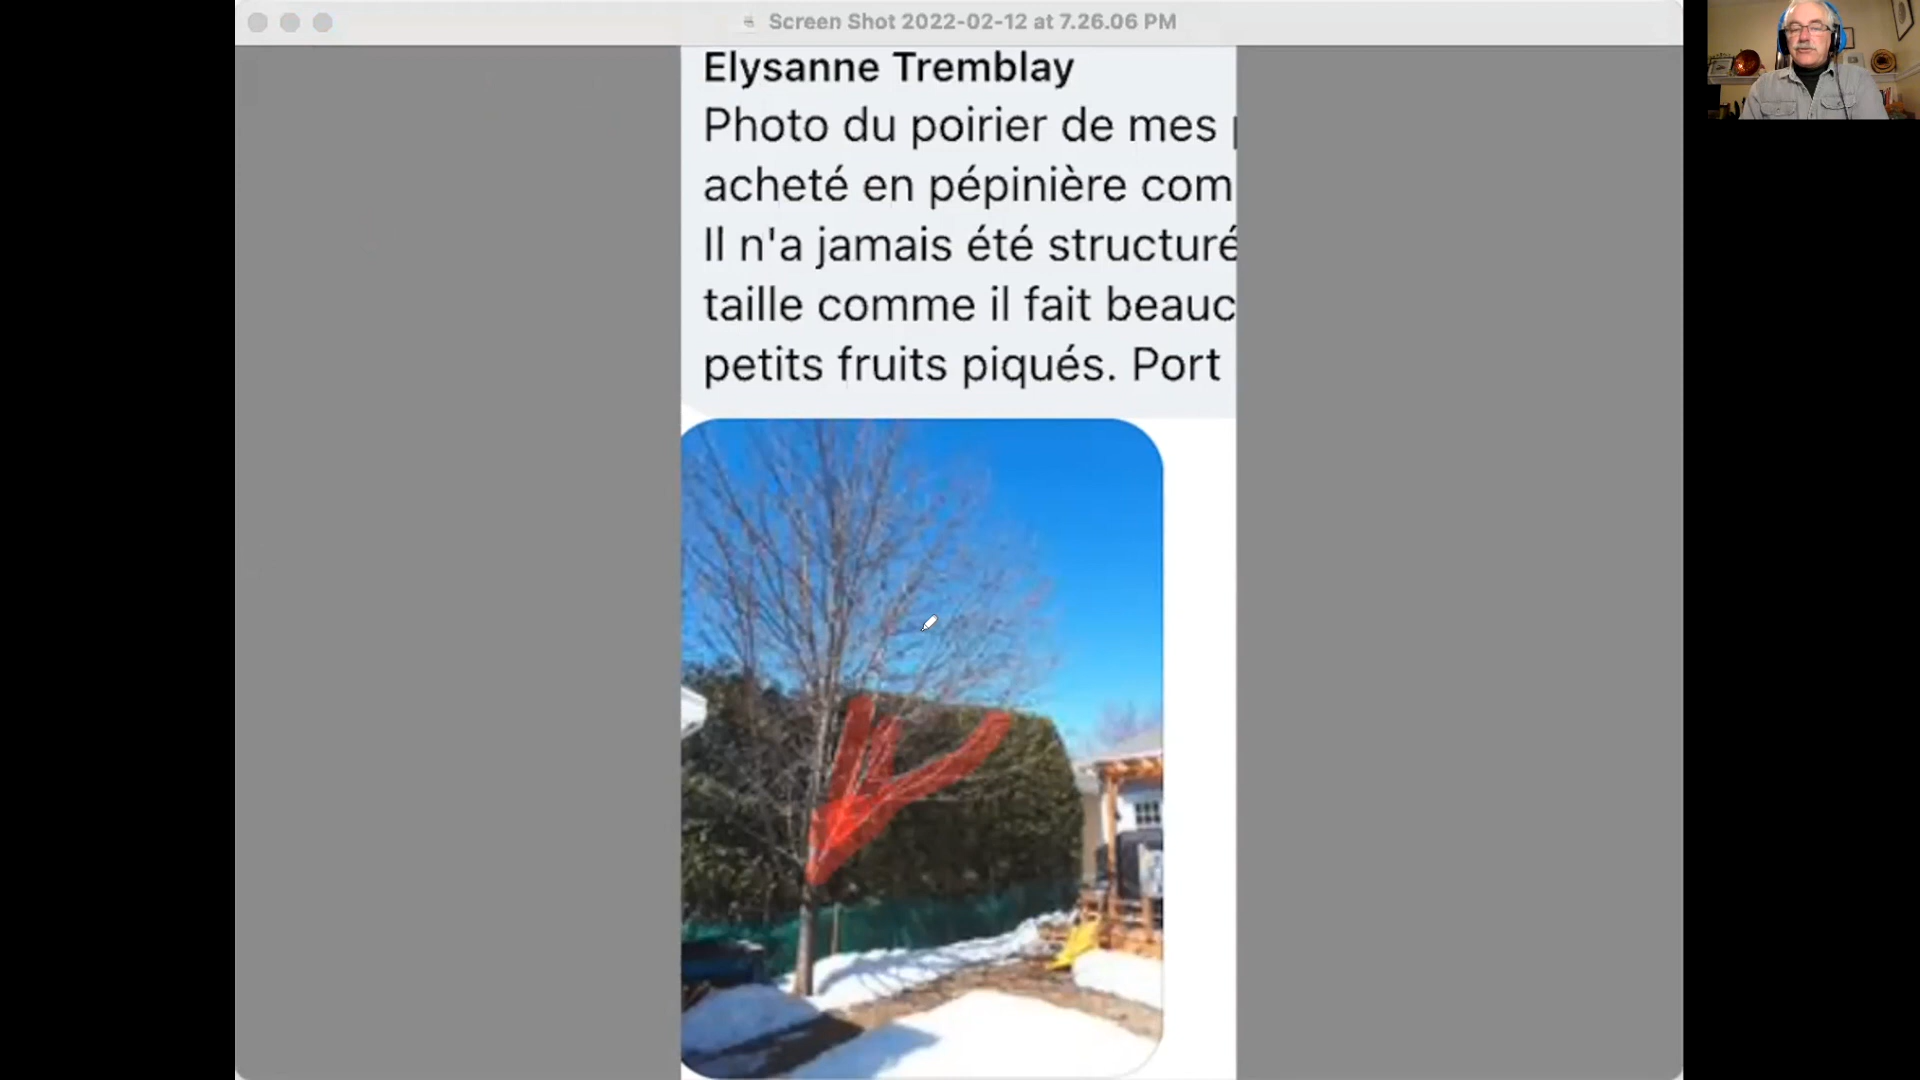 Screen Shot 2022-02-12 at 7.26.06 PM
Elysanne Tremblay
Photo du poirier de mes
acheté en pépinière com
Il n'a jamais été structuré
taille comme il fait beauc
petits fruits piqués. Port